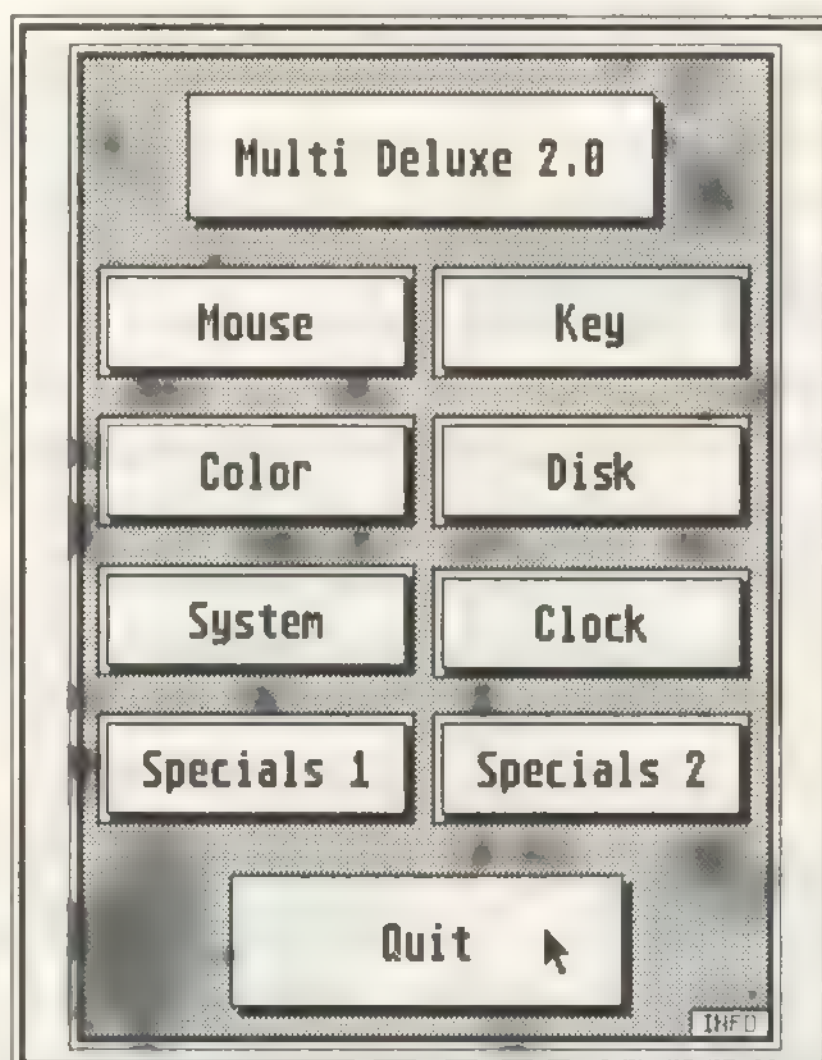 Multi Deluxe 2.0
Mouse
Key
Color
Disk
System
Clock
Specials 1
Specials 2
Quit
INFO